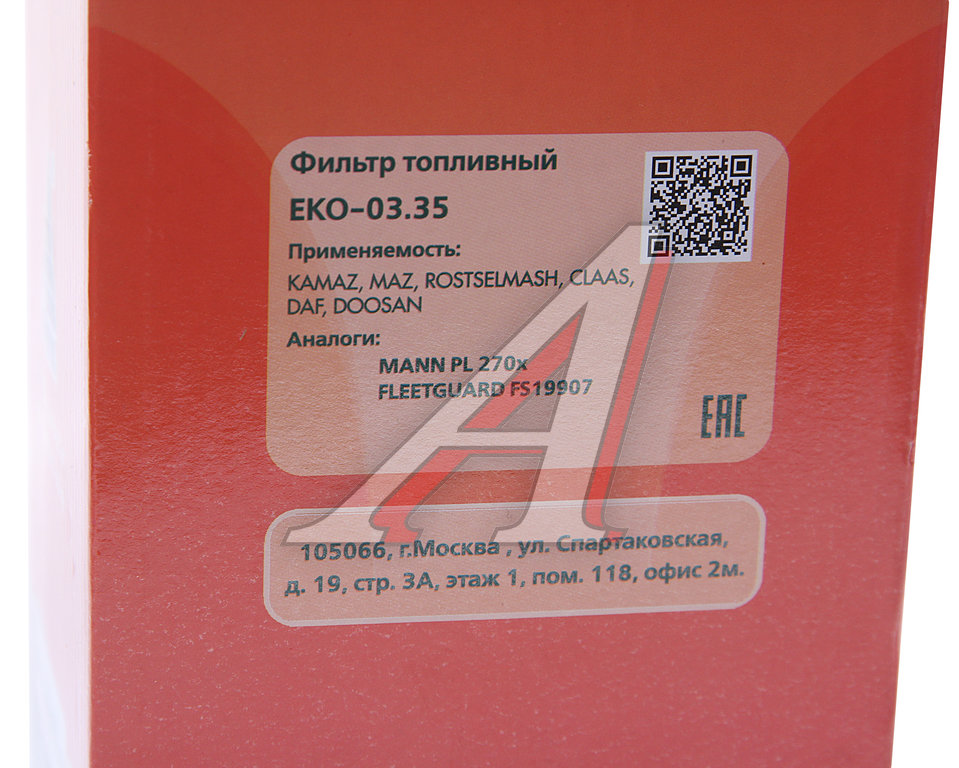 Фильтр топливный
EKO-03.35
Применяемость:
KAMAZ, MAZ, ROSTSELMASH, CLAAS,
DAF, DOOSAN
Аналоги:
MANN PL 270x
FLEETGUARD FS19907
EAC
105066, г.Москва , ул. Спартаковская,
д. 19, стр. 3А, этаж 1, пом. 118, офис 2м.